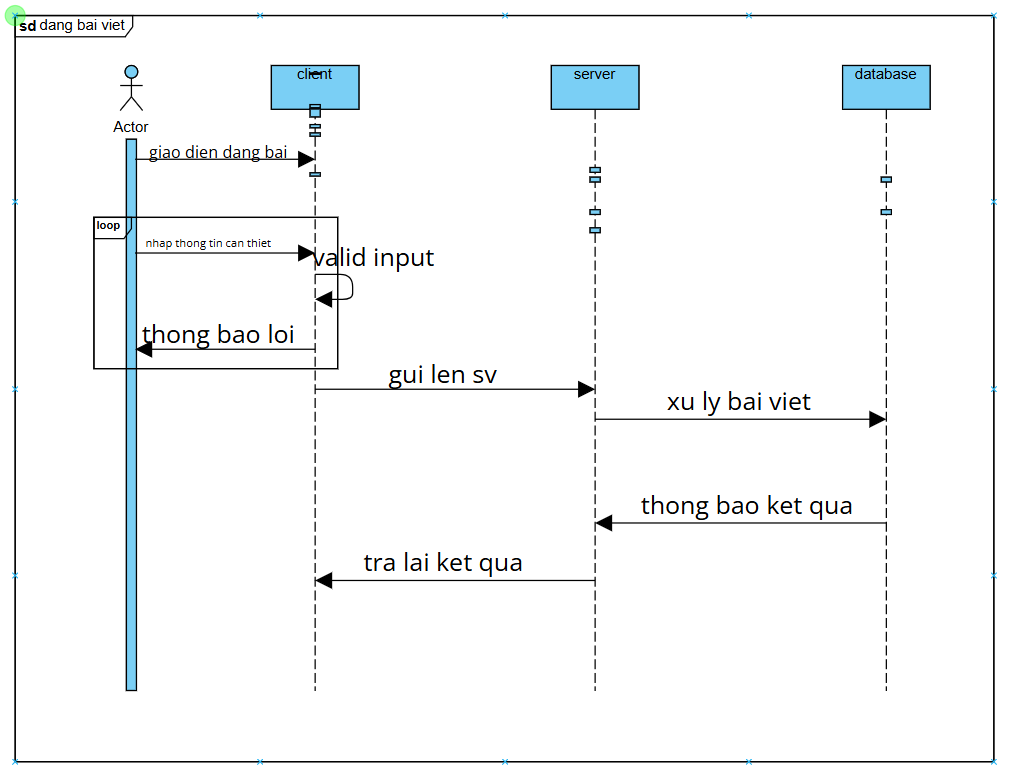 sd dang bai viet
client
server
database
Actor
giao dien dang bai
loop
nhap thong tin can thiet
valid input
thong bao loi
gui len sv
xu ly bai viet
thong bao ket qua
tra lai ket qua